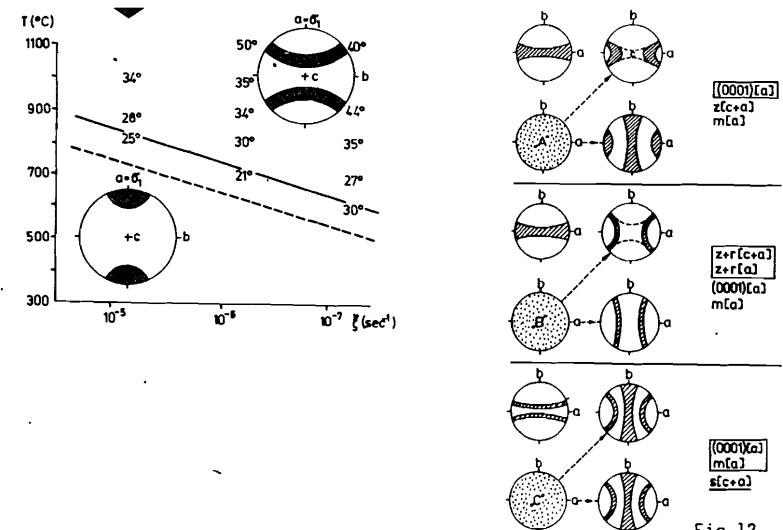 T (°C)
1100
900
700
500
300
10⁻⁵
10⁻⁶
10⁻⁷
ξ̇ (sec⁻¹)
34°
28°
25°
50°
35°
34°
30°
21°
40°
44°
35°
27°
30°
a=σ₁
+c
b
a=σ₁
+c
b
b
a
b
c
a
b
A
a
b
a
(0001)[a]
z[c+a]
m[a]
b
a
b
a
b
B
a
b
a
z+r[c+a]
z+r[a]
(0001)[a]
m[a]
b
a
b
a
b
C
a
b
a
(0001)[a]
m[a]
s[c+a]